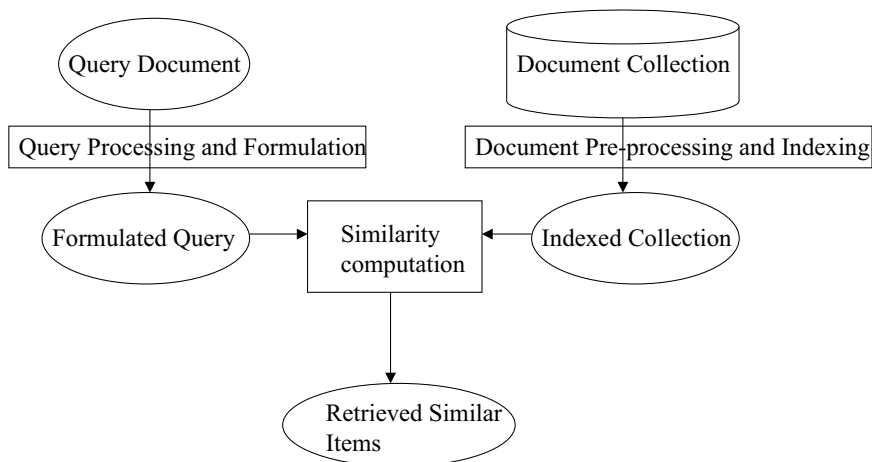 Query Document
Document Collection
Query Processing and Formulation
Document Pre-processing and Indexing
Formulated Query
Similarity
computation
Indexed Collection
Retrieved Similar
Items